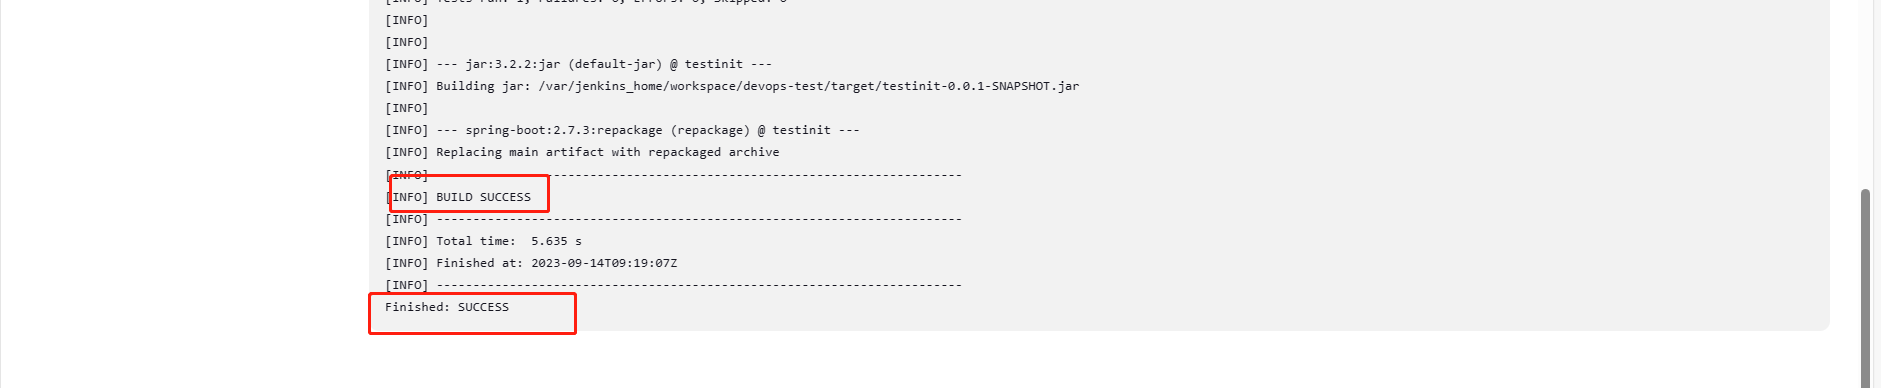 [INFO] Tests run: 1, Failures: 0, Errors: 0, Skipped: 0
[INFO]
[INFO]
[INFO] --- jar:3.2.2:jar (default-jar) @ testinit ---
[INFO] Building jar: /var/jenkins_home/workspace/devops-test/target/testinit-0.0.1-SNAPSHOT.jar
[INFO]
[INFO] --- spring-boot:2.7.3:repackage (repackage) @ testinit ---
[INFO] Replacing main artifact with repackaged archive
[INFO] ------------------------------------------------------------------------
[INFO] BUILD SUCCESS
[INFO] ------------------------------------------------------------------------
[INFO] Total time:  5.635 s
[INFO] Finished at: 2023-09-14T09:19:07Z
[INFO] ------------------------------------------------------------------------
Finished: SUCCESS